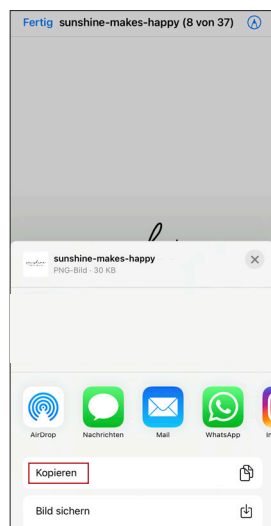 Fertig sunshine-makes-happy (8 von 37)
sunshine-makes-happy
PNG-Bild · 30 KB
AirDrop Nachrichten Mail WhatsApp In
Kopieren
Bild sichern